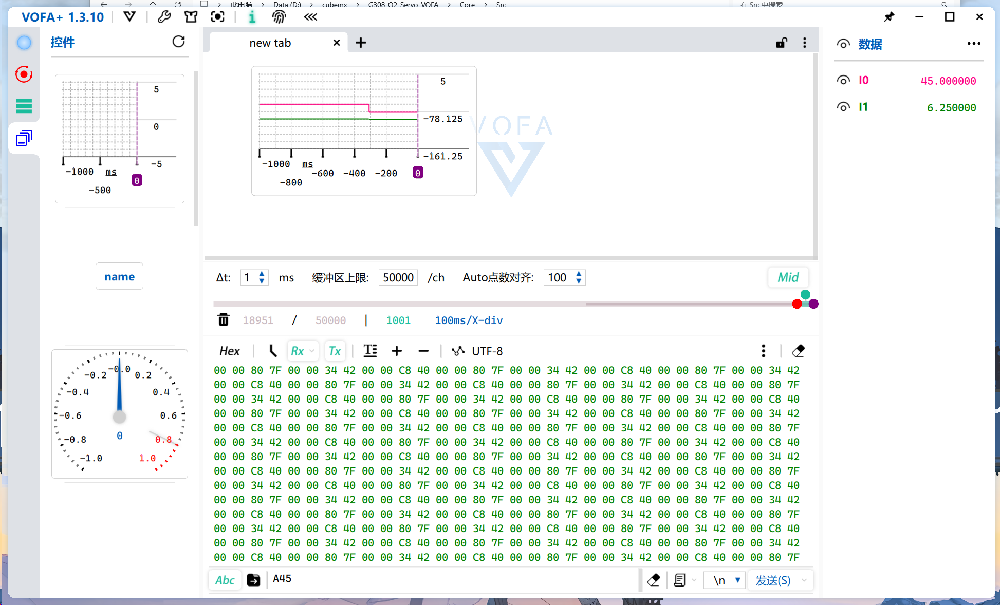 此电脑 > Data (D:) > cubemx > G308_Q2_Servo_VOFA > Core > Src
在 Src 中搜索
VOFA+ 1.3.10
控件
new tab
数据
I0 45.000000
I1 6.250000
5
0
-5
-1000 ms
-500
0
5
-78.125
-161.25
-1000 ms
-600 -400 -200 0
-800
VOFA
name
Δt: 1 ms 缓冲区上限: 50000 /ch Auto点数对齐: 100
Mid
18951 / 50000 | 1001 100ms/X-div
Hex | Rx Tx | UTF-8
-0.0
-0.2 0.2
-0.4 0.4
-0.6 0.6
0
-0.8 0.8
-1.0 1.0
00 00 80 7F 00 00 34 42 00 00 C8 40 00 00 80 7F 00 00 34 42 00 00 C8 40 00 00 80 7F 00 00 34 42
00 00 C8 40 00 00 80 7F 00 00 34 42 00 00 C8 40 00 00 80 7F 00 00 34 42 00 00 C8 40 00 00 80 7F
00 00 34 42 00 00 C8 40 00 00 80 7F 00 00 34 42 00 00 C8 40 00 00 80 7F 00 00 34 42 00 00 C8 40
00 00 80 7F 00 00 34 42 00 00 C8 40 00 00 80 7F 00 00 34 42 00 00 C8 40 00 00 80 7F 00 00 34 42
00 00 C8 40 00 00 80 7F 00 00 34 42 00 00 C8 40 00 00 80 7F 00 00 34 42 00 00 C8 40 00 00 80 7F
00 00 34 42 00 00 C8 40 00 00 80 7F 00 00 34 42 00 00 C8 40 00 00 80 7F 00 00 34 42 00 00 C8 40
00 00 80 7F 00 00 34 42 00 00 C8 40 00 00 80 7F 00 00 34 42 00 00 C8 40 00 00 80 7F 00 00 34 42
00 00 C8 40 00 00 80 7F 00 00 34 42 00 00 C8 40 00 00 80 7F 00 00 34 42 00 00 C8 40 00 00 80 7F
00 00 34 42 00 00 C8 40 00 00 80 7F 00 00 34 42 00 00 C8 40 00 00 80 7F 00 00 34 42 00 00 C8 40
00 00 80 7F 00 00 34 42 00 00 C8 40 00 00 80 7F 00 00 34 42 00 00 C8 40 00 00 80 7F 00 00 34 42
00 00 C8 40 00 00 80 7F 00 00 34 42 00 00 C8 40 00 00 80 7F 00 00 34 42 00 00 C8 40 00 00 80 7F
00 00 34 42 00 00 C8 40 00 00 80 7F 00 00 34 42 00 00 C8 40 00 00 80 7F 00 00 34 42 00 00 C8 40
00 00 80 7F 00 00 34 42 00 00 C8 40 00 00 80 7F 00 00 34 42 00 00 C8 40 00 00 80 7F 00 00 34 42
00 00 C8 40 00 00 80 7F 00 00 34 42 00 00 C8 40 00 00 80 7F 00 00 34 42 00 00 C8 40 00 00 80 7F
Abc A45 \n 发送(S)